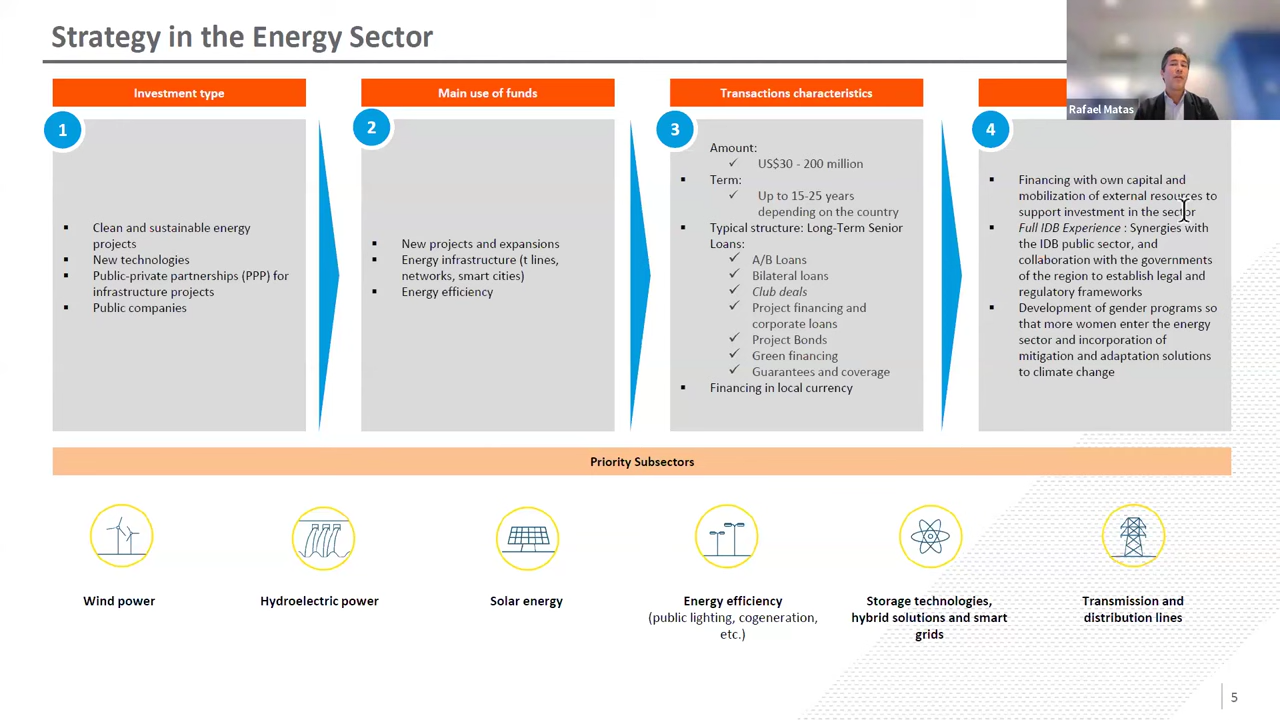 Strategy in the Energy Sector
Rafael Matas
Investment type
1
Clean and sustainable energy
projects
New technologies
Public-private partnerships (PPP) for
infrastructure projects
Public companies
Main use of funds
2
New projects and expansions
Energy infrastructure (t lines,
networks, smart cities)
Energy efficiency
Transactions characteristics
3
Amount:
US$30 - 200 million
Term:
Up to 15-25 years
depending on the country
Typical structure: Long-Term Senior
Loans:
A/B Loans
Bilateral loans
Club deals
Project financing and
corporate loans
Project Bonds
Green financing
Guarantees and coverage
Financing in local currency
4
Financing with own capital and
mobilization of external resources to
support investment in the sector
Full IDB Experience : Synergies with
the IDB public sector, and
collaboration with the governments
of the region to establish legal and
regulatory frameworks
Development of gender programs so
that more women enter the energy
sector and incorporation of
mitigation and adaptation solutions
to climate change
Priority Subsectors
Wind power
Hydroelectric power
Solar energy
Energy efficiency
(public lighting, cogeneration,
etc.)
Storage technologies,
hybrid solutions and smart
grids
Transmission and
distribution lines
5